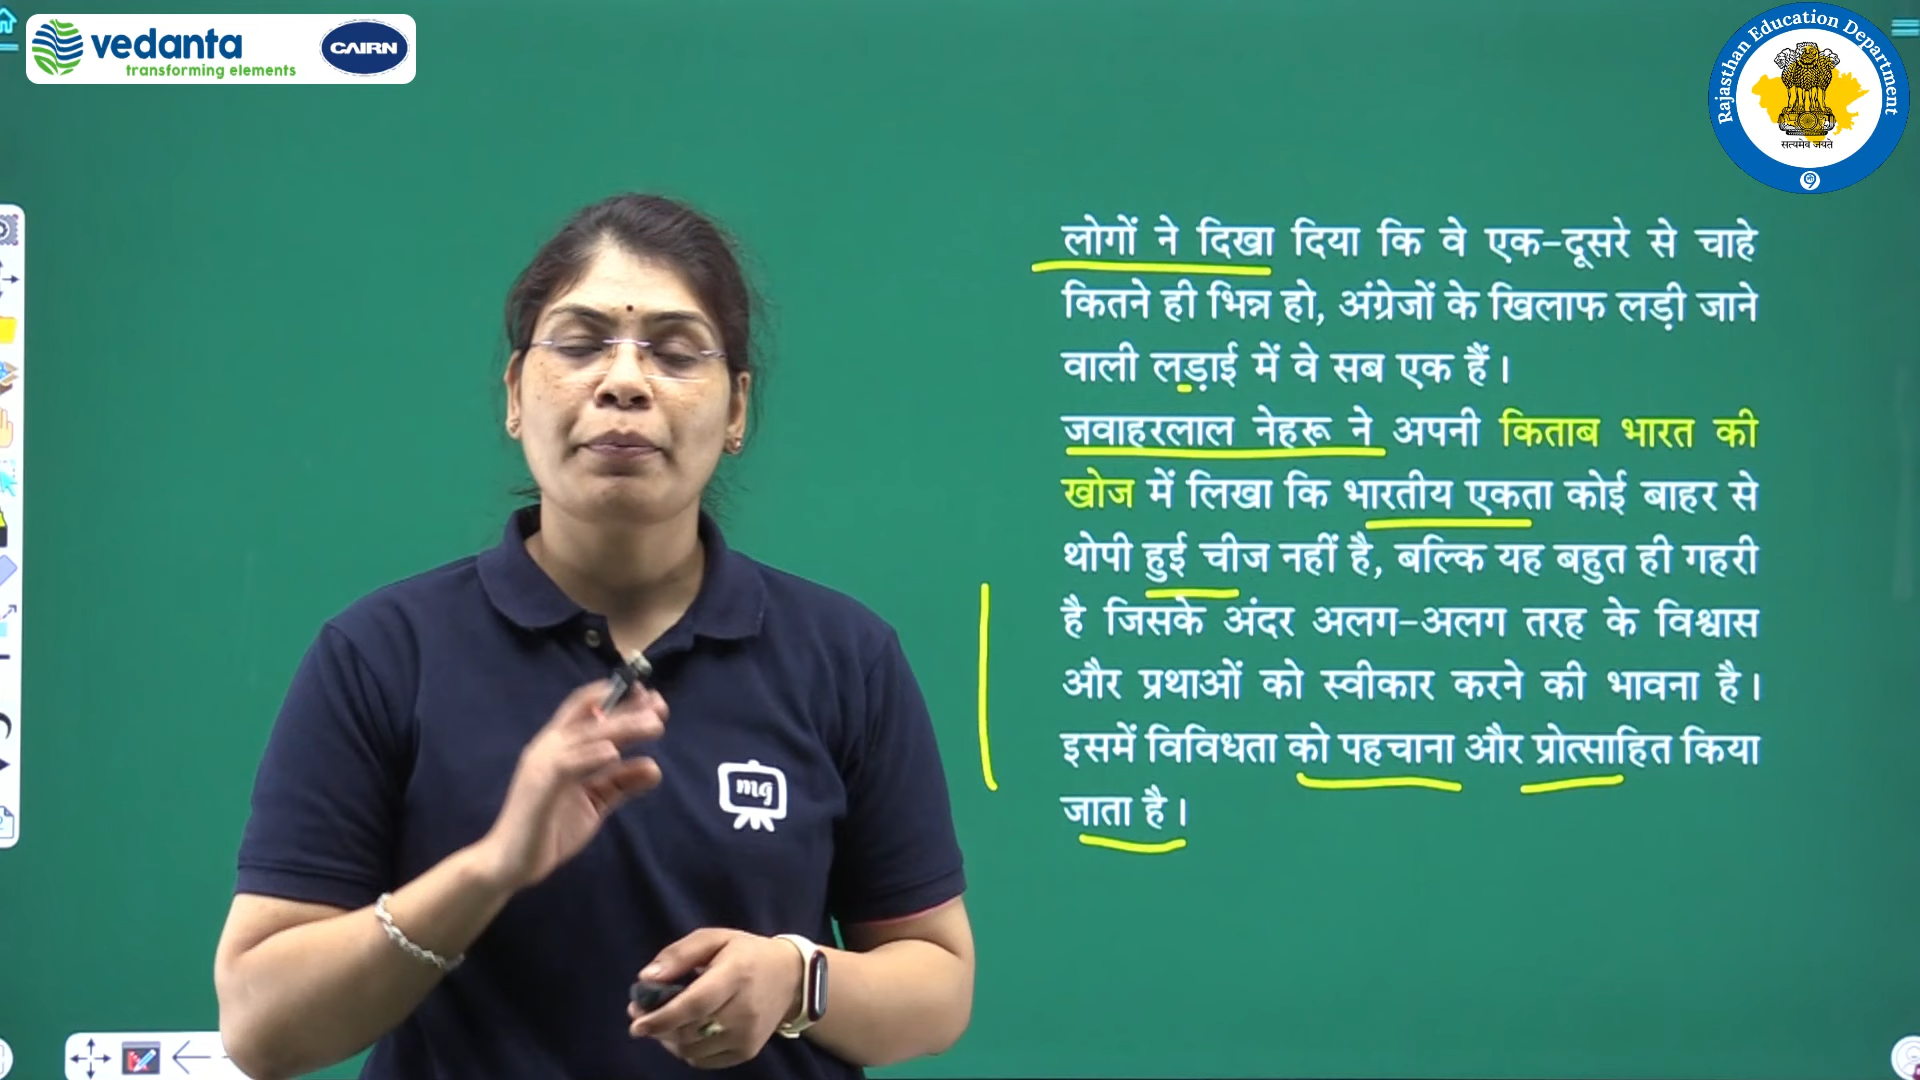 vedanta
transforming elements
CAIRN
Rajasthan Education Department
सत्यमेव जयते
लोगों ने दिखा दिया कि वे एक-दूसरे से चाहे
कितने ही भिन्न हो, अंग्रेजों के खिलाफ लड़ी जाने
वाली लड़ाई में वे सब एक हैं।
जवाहरलाल नेहरू ने अपनी किताब भारत की
खोज में लिखा कि भारतीय एकता कोई बाहर से
थोपी हुई चीज नहीं है, बल्कि यह बहुत ही गहरी
है जिसके अंदर अलग-अलग तरह के विश्वास
और प्रथाओं को स्वीकार करने की भावना है।
इसमें विविधता को पहचाना और प्रोत्साहित किया
जाता है।
mg